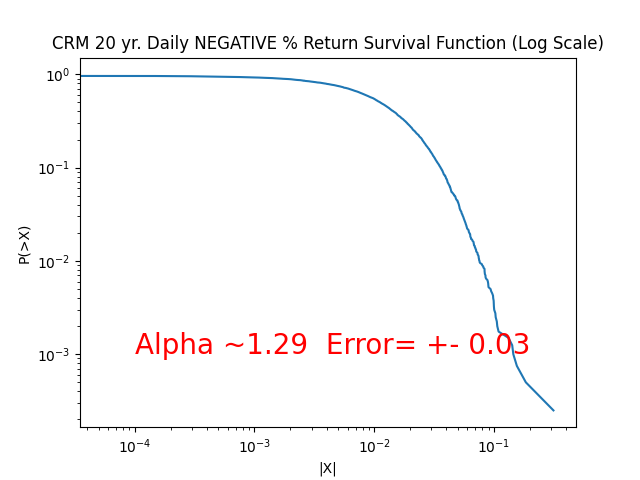 CRM 20 yr. Daily NEGATIVE % Return Survival Function (Log Scale)
10⁰
10⁻¹
10⁻²
10⁻³
P(>X)
Alpha ~1.29  Error= +- 0.03
10⁻⁴ 10⁻³ 10⁻² 10⁻¹
|X|